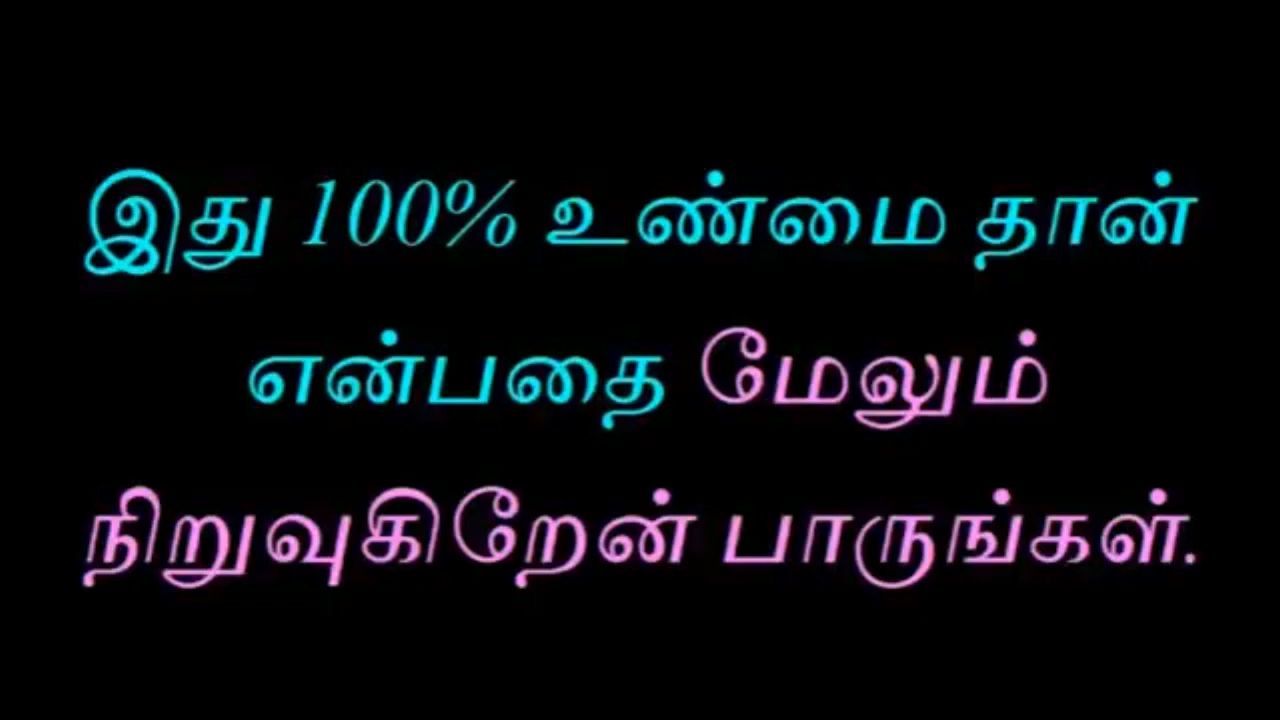 இது 100% உண்மை தான்
என்பதை மேலும்
நிறுவுகிறேன் பாருங்கள்.